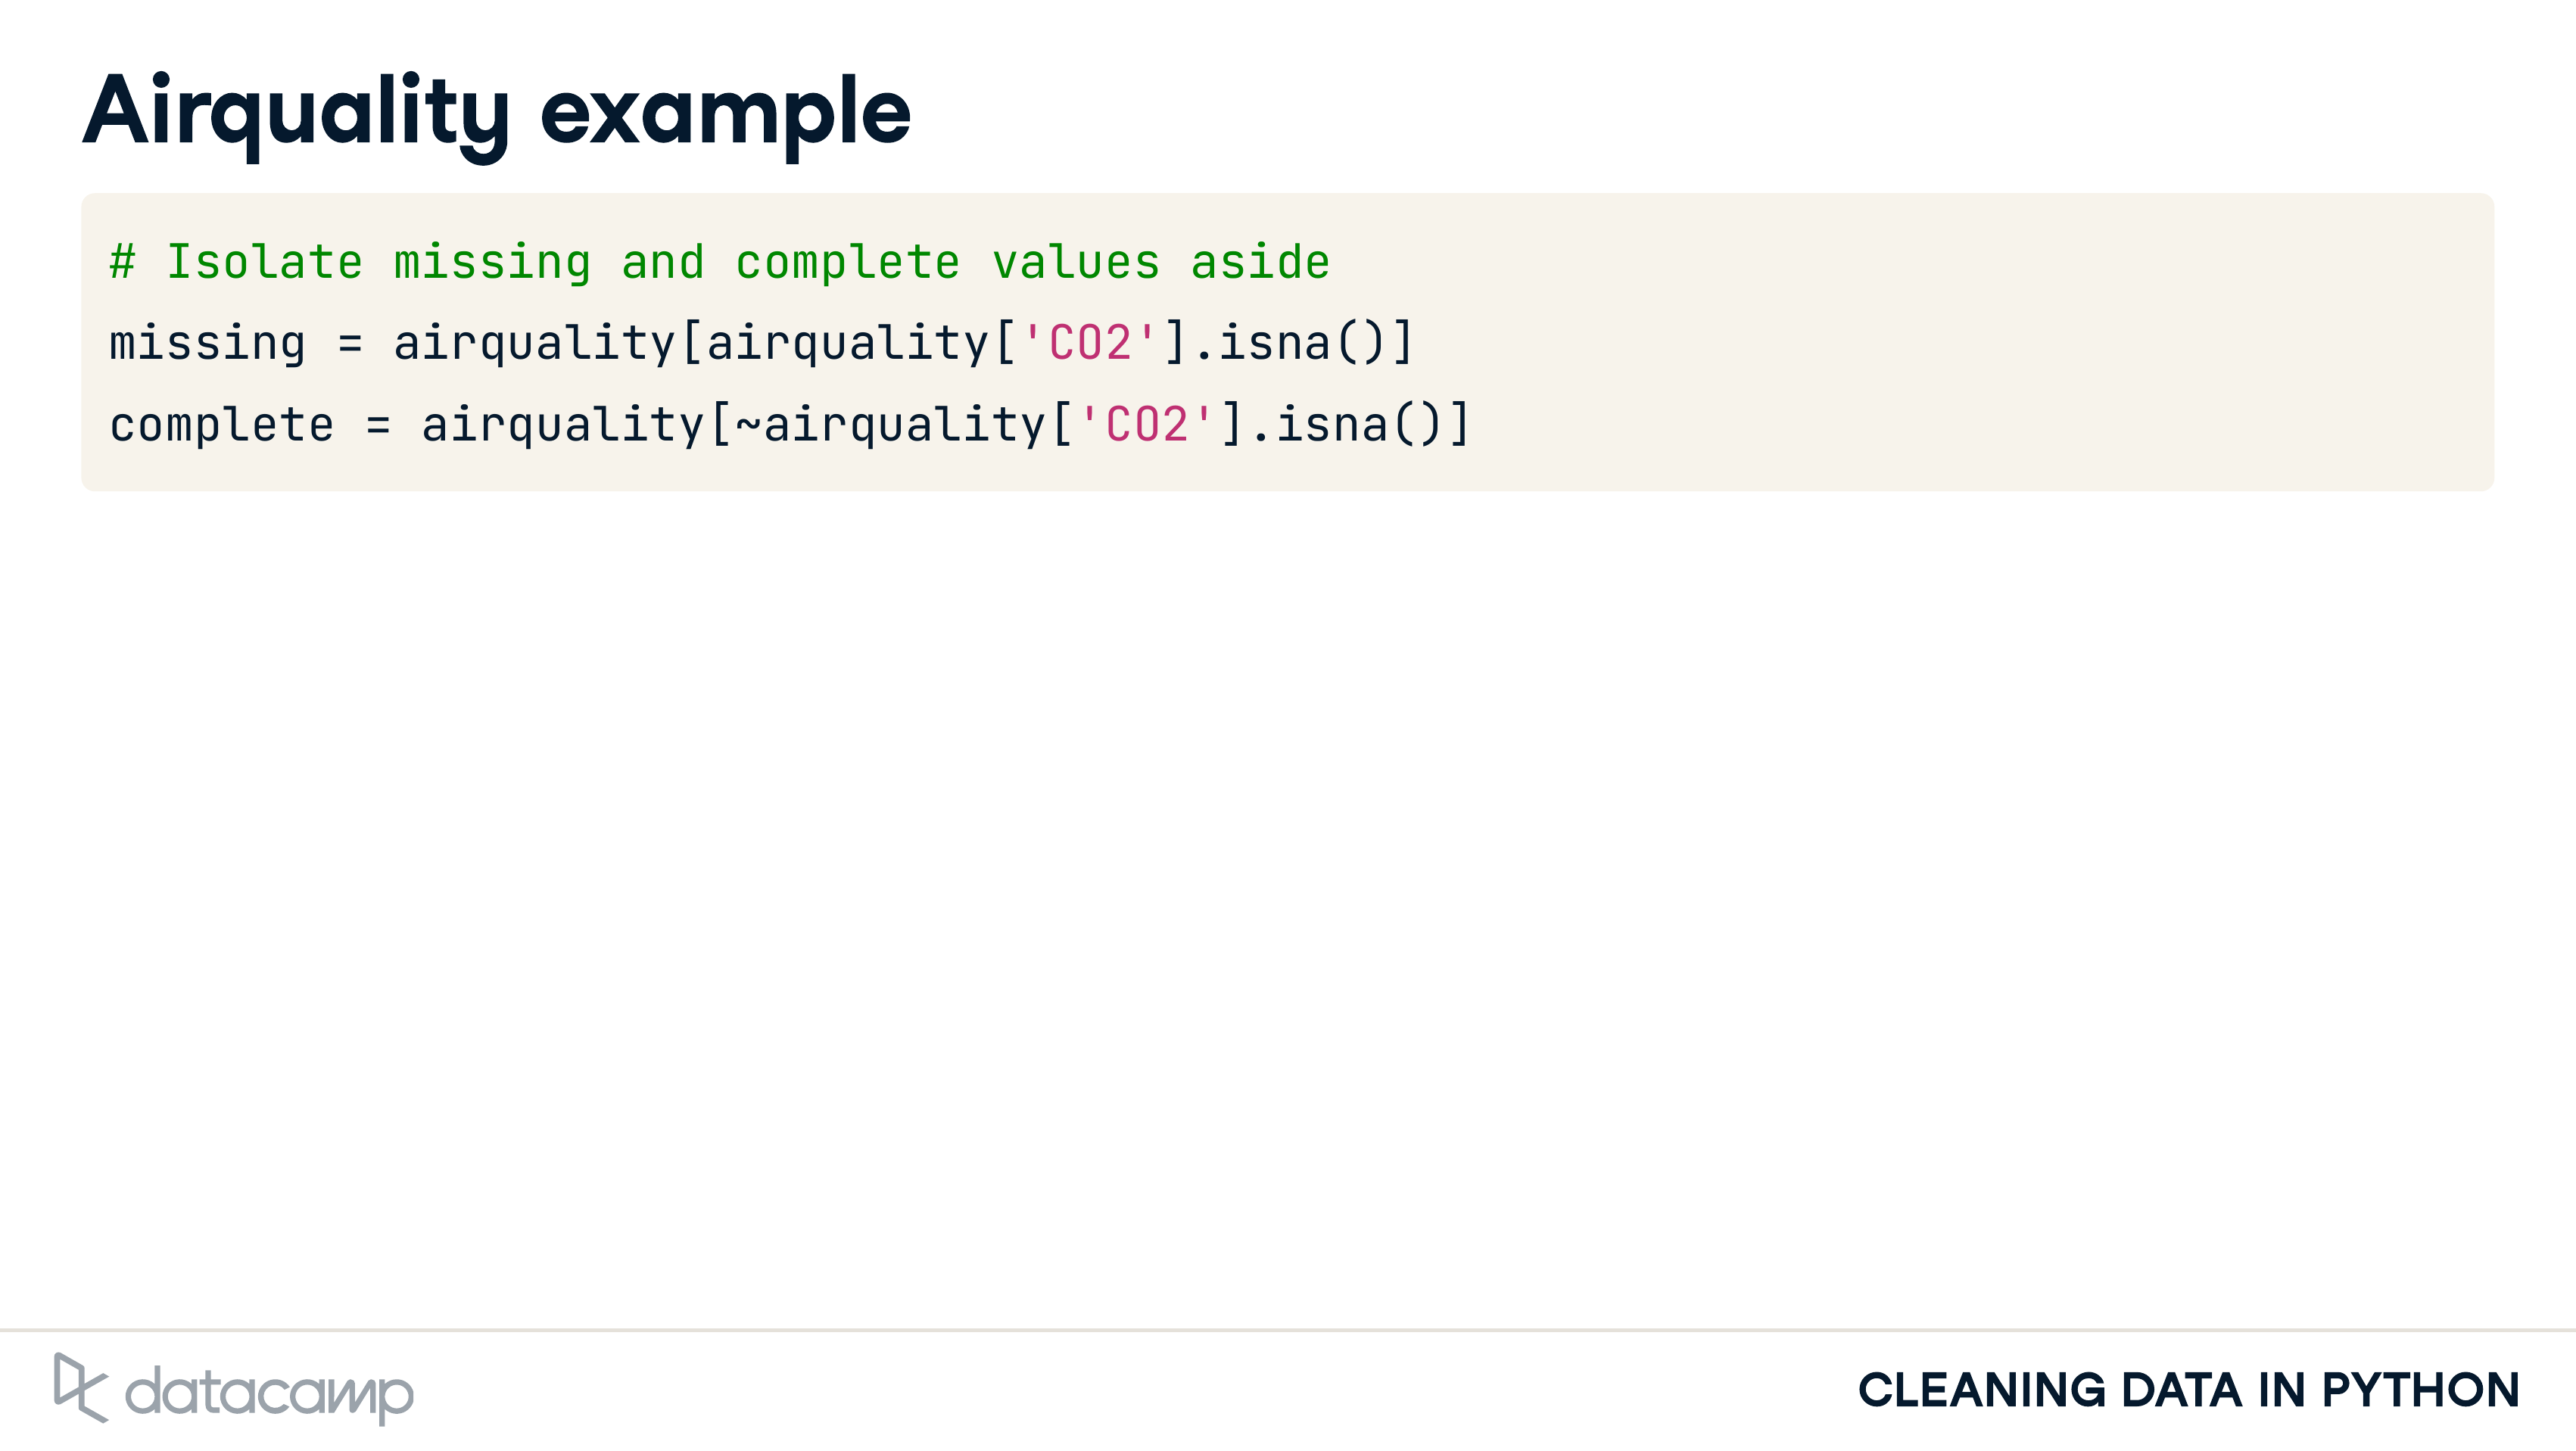 Airquality example
# Isolate missing and complete values aside
missing = airquality[airquality['CO2'].isna()]
complete = airquality[~airquality['CO2'].isna()]
datacamp
CLEANING DATA IN PYTHON